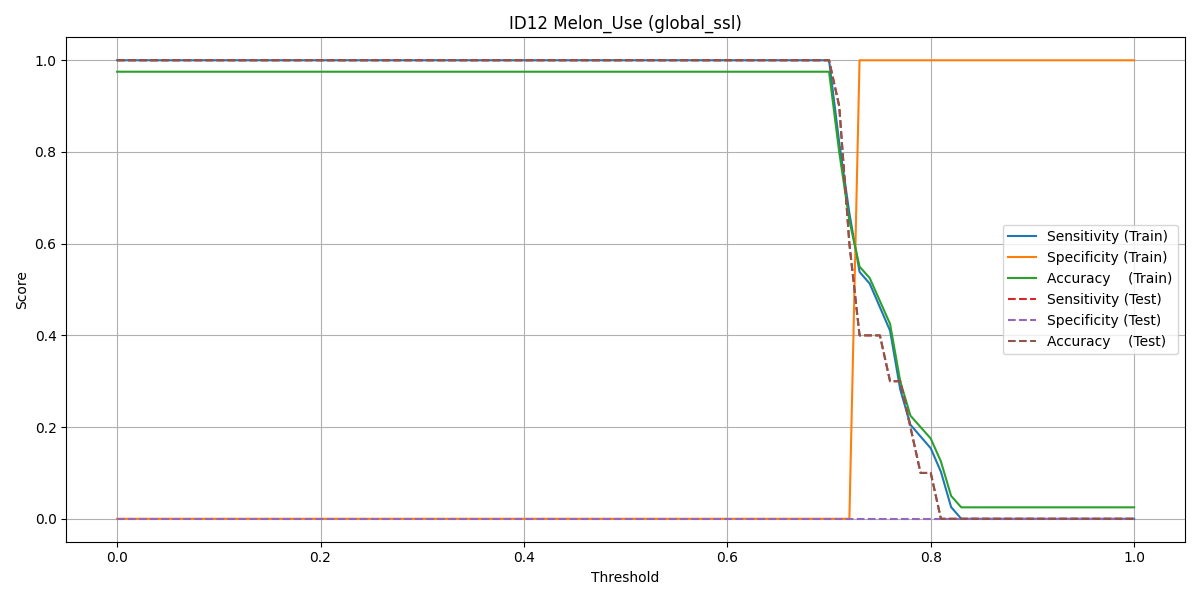 ID12 Melon_Use (global_ssl)
1.0
0.8
0.6
0.4
0.2
0.0
Score
Sensitivity (Train)
Specificity (Train)
Accuracy    (Train)
Sensitivity (Test)
Specificity (Test)
Accuracy    (Test)
0.0 0.2 0.4 0.6 0.8 1.0
Threshold